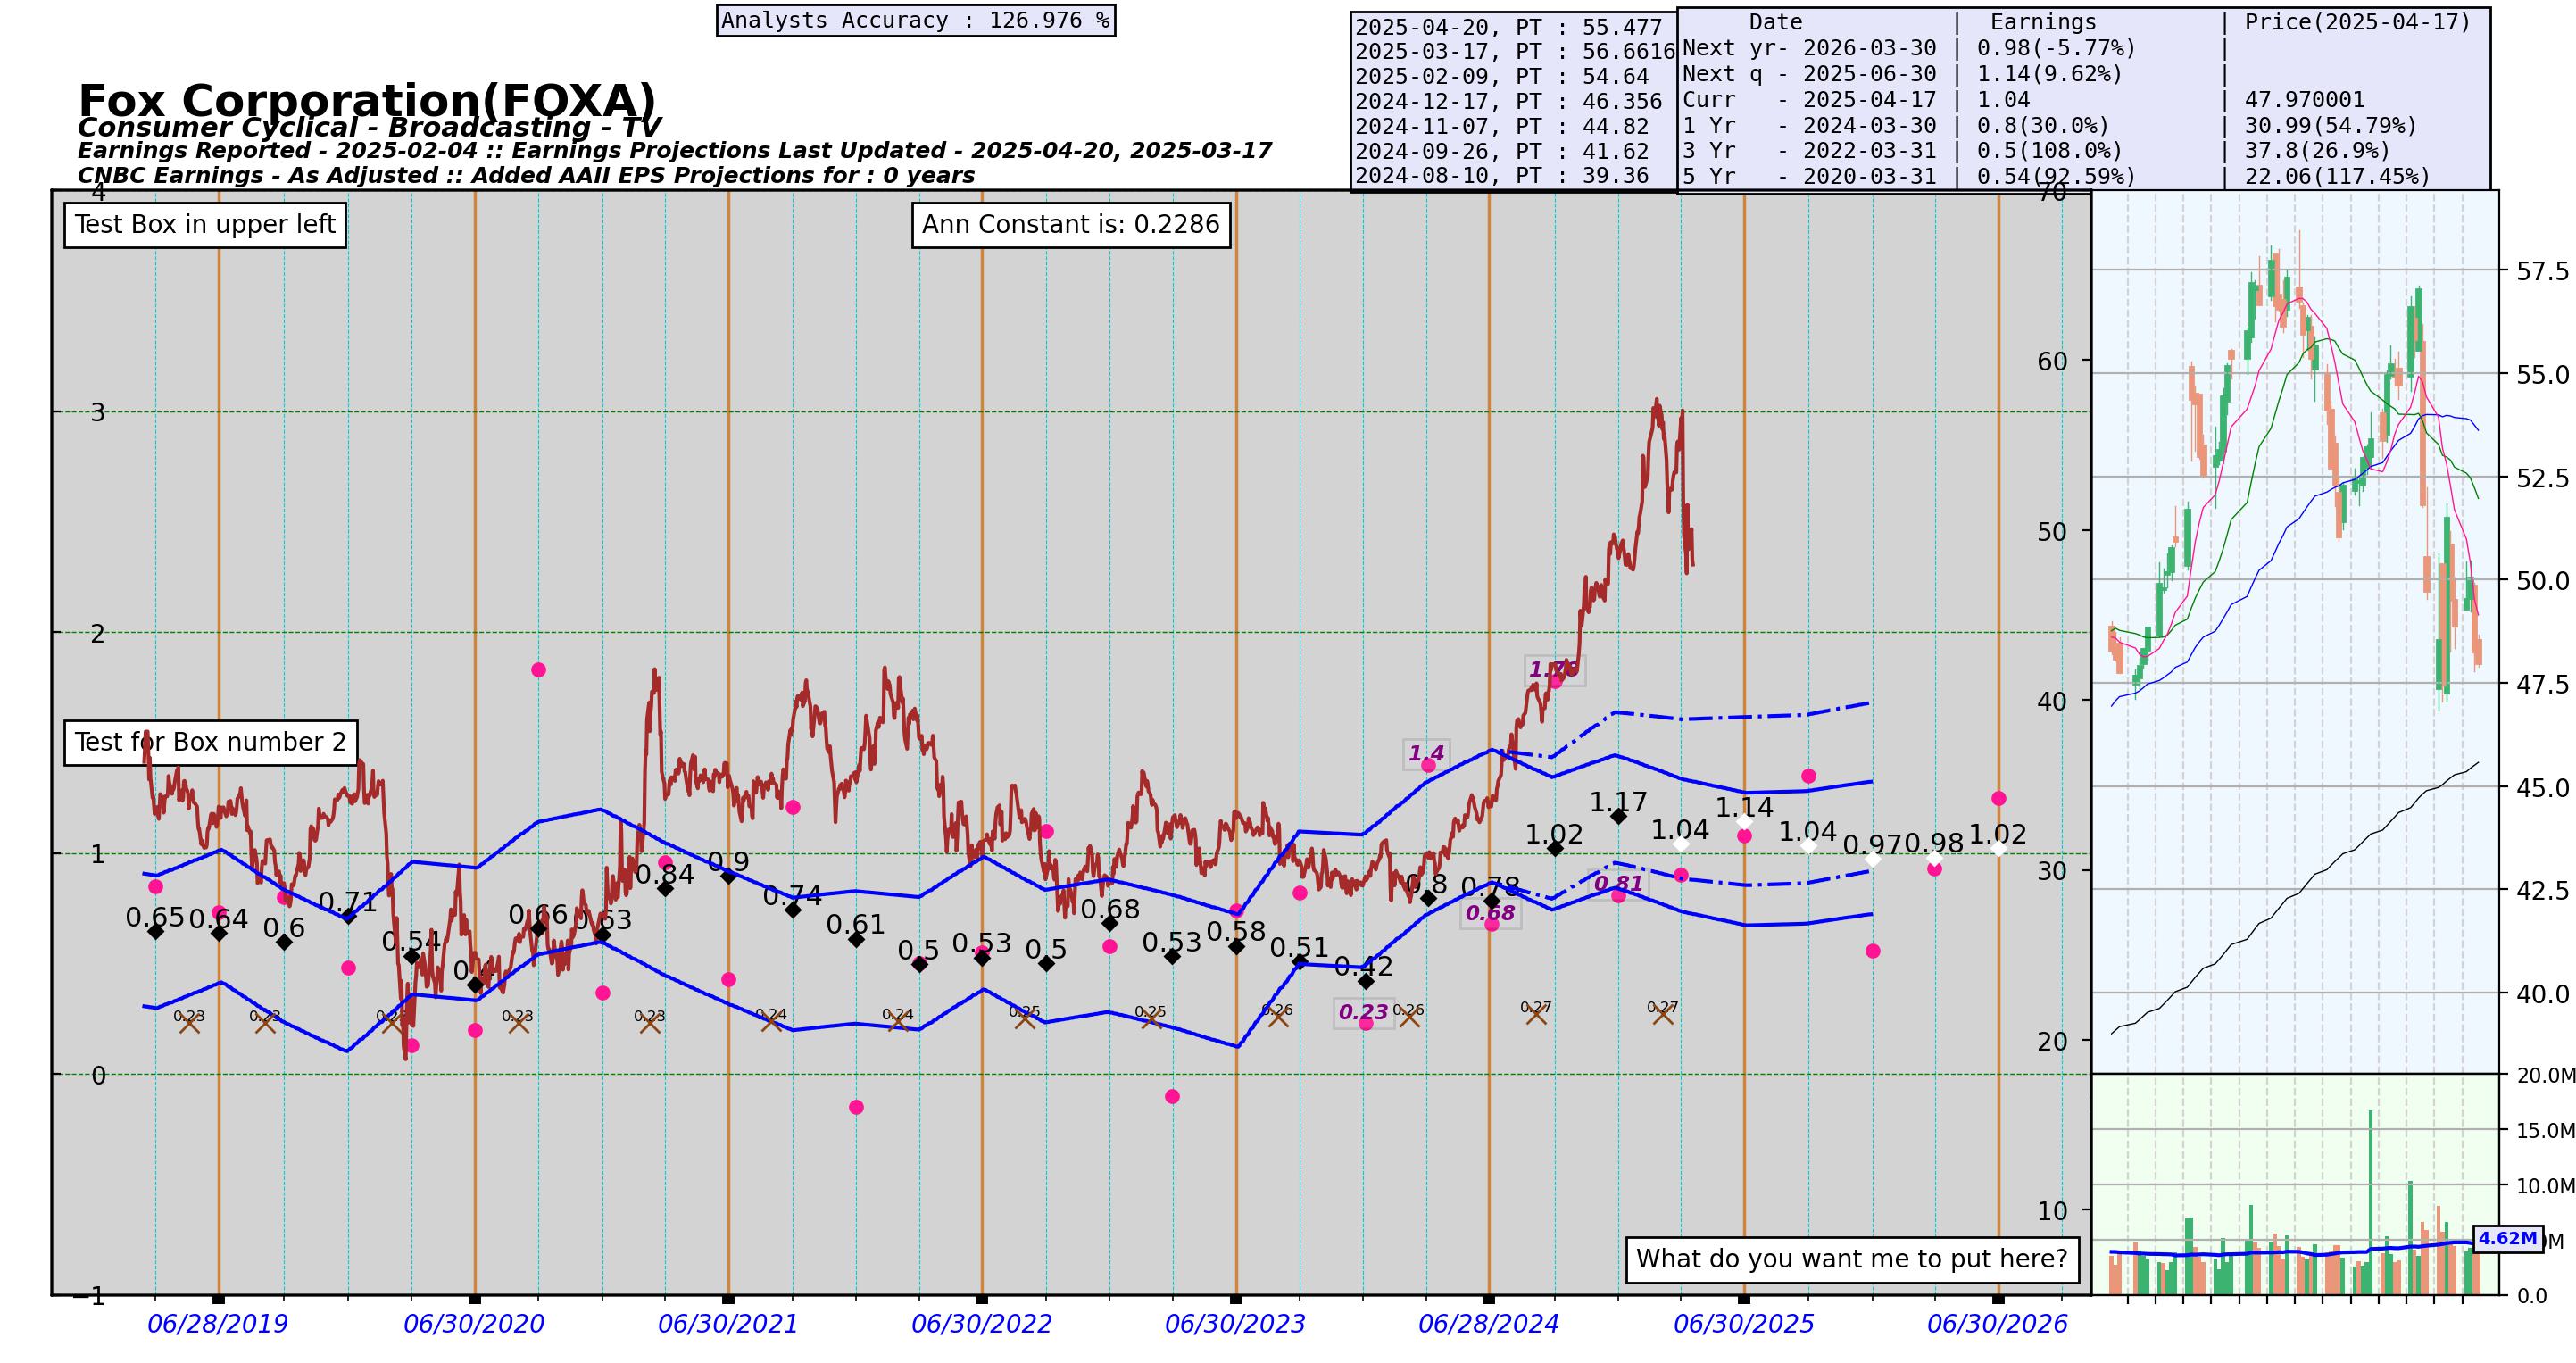 Analysts Accuracy : 126.976 %
2025-04-20, PT : 55.477
2025-03-17, PT : 56.6616
2025-02-09, PT : 54.64
2024-12-17, PT : 46.356
2024-11-07, PT : 44.82
2024-09-26, PT : 41.62
2024-08-10, PT : 39.36
Date | Earnings | Price(2025-04-17)
Next yr- 2026-03-30 | 0.98(-5.77%) |
Next q - 2025-06-30 | 1.14(9.62%) |
Curr - 2025-04-17 | 1.04 | 47.970001
1 Yr - 2024-03-30 | 0.8(30.0%) | 30.99(54.79%)
3 Yr - 2022-03-31 | 0.5(108.0%) | 37.8(26.9%)
5 Yr - 2020-03-31 | 0.54(92.59%) | 22.06(117.45%)
Fox Corporation(FOXA)
Consumer Cyclical - Broadcasting - TV
Earnings Reported - 2025-02-04 :: Earnings Projections Last Updated - 2025-04-20, 2025-03-17
CNBC Earnings - As Adjusted :: Added AAII EPS Projections for : 0 years
4
3
2
1
0
−1
Test Box in upper left
Ann Constant is: 0.2286
Test for Box number 2
What do you want me to put here?
70
60
50
40
30
20
10
0.65 0.64 0.6 0.71 0.54 0.4 0.66 0.63 0.84 0.9 0.74 0.61 0.5 0.53 0.5 0.68 0.53 0.58 0.51 0.42 0.8 0.78 1.02 1.17 1.04 1.14 1.04 0.97 0.98 1.02
0.23 1.4 0.68 1.78 0.81
0.23 0.23 0.23 0.23 0.24 0.24 0.25 0.25 0.26 0.26 0.27 0.27
57.5
55.0
52.5
50.0
47.5
45.0
42.5
40.0
20.0M
15.0M
10.0M
4.62M
0.0
06/28/2019 06/30/2020 06/30/2021 06/30/2022 06/30/2023 06/28/2024 06/30/2025 06/30/2026